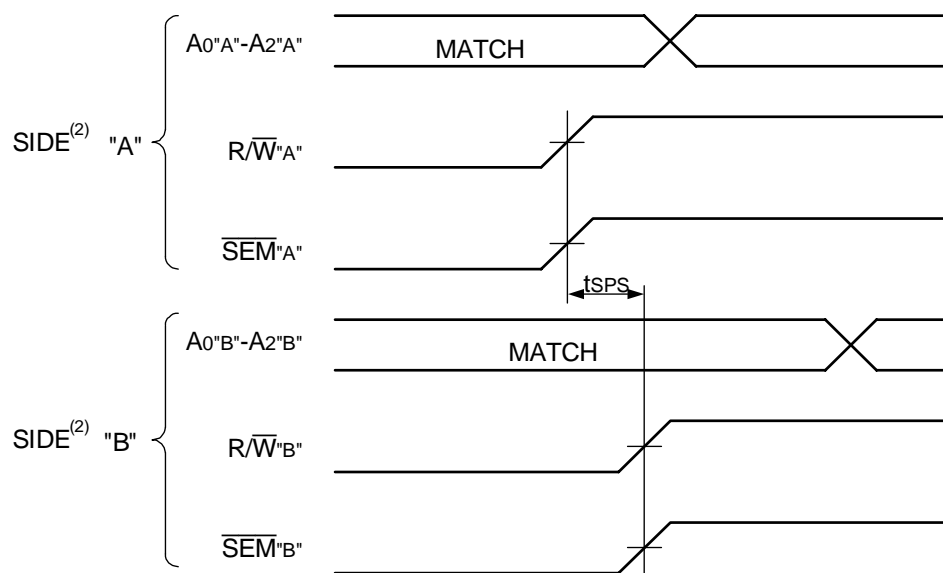 A0"A"-A2"A"
MATCH
SIDE(2) "A"
R/W"A"
SEM"A"
tSPS
A0"B"-A2"B"
MATCH
SIDE(2) "B"
R/W"B"
SEM"B"